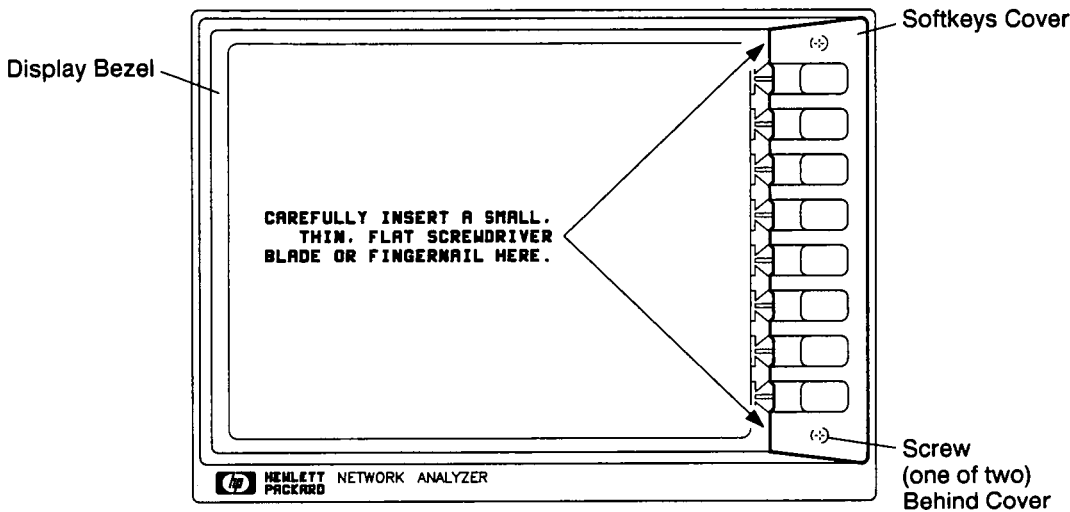 Softkeys Cover
Display Bezel
CAREFULLY INSERT A SMALL,
THIN, FLAT SCREWDRIVER
BLADE OR FINGERNAIL HERE.
hp HEWLETT
PACKARD
NETWORK ANALYZER
Screw
(one of two)
Behind Cover